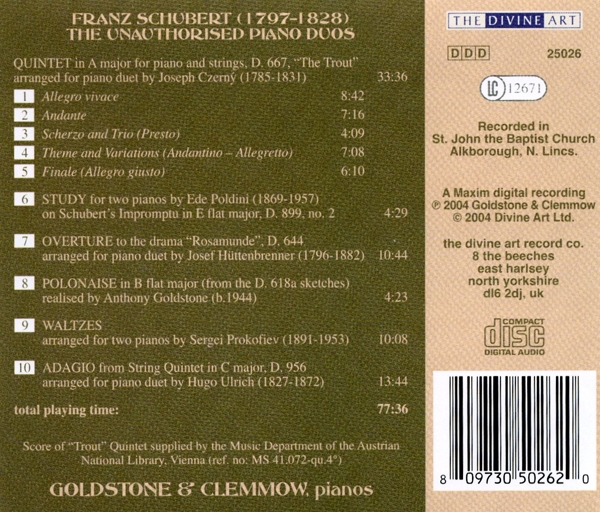 FRANZ SCHUBERT (1797-1828)
THE UNAUTHORISED PIANO DUOS
QUINTET in A major for piano and strings, D. 667, "The Trout"
arranged for piano duet by Joseph Czerný (1785-1831) 33:36
1 Allegro vivace 8:42
2 Andante 7:16
3 Scherzo and Trio (Presto) 4:09
4 Theme and Variations (Andantino – Allegretto) 7:08
5 Finale (Allegro giusto) 6:10
6 STUDY for two pianos by Ede Poldini (1869-1957)
on Schubert's Impromptu in E flat major, D. 899, no. 2 4:29
7 OVERTURE to the drama "Rosamunde", D. 644
arranged for piano duet by Josef Hüttenbrenner (1796-1882) 10:44
8 POLONAISE in B flat major (from the D. 618a sketches)
realised by Anthony Goldstone (b.1944) 4:23
9 WALTZES
arranged for two pianos by Sergei Prokofiev (1891-1953) 10:08
10 ADAGIO from String Quintet in C major, D. 956
arranged for piano duet by Hugo Ulrich (1827-1872) 13:44
total playing time: 77:36
Score of "Trout" Quintet supplied by the Music Department of the Austrian
National Library, Vienna (ref. no: MS 41.072-qu.4°)
GOLDSTONE & CLEMMOW, pianos
THE DIVINE ART
DDD 25026
LC 12671
Recorded in
St. John the Baptist Church
Alkborough, N. Lincs.
A Maxim digital recording
℗ 2004 Goldstone & Clemmow
© 2004 Divine Art Ltd.
the divine art record co.
8 the beeches
east harlsey
north yorkshire
dl6 2dj, uk
COMPACT
disc
DIGITAL AUDIO
8 09730 50262 0